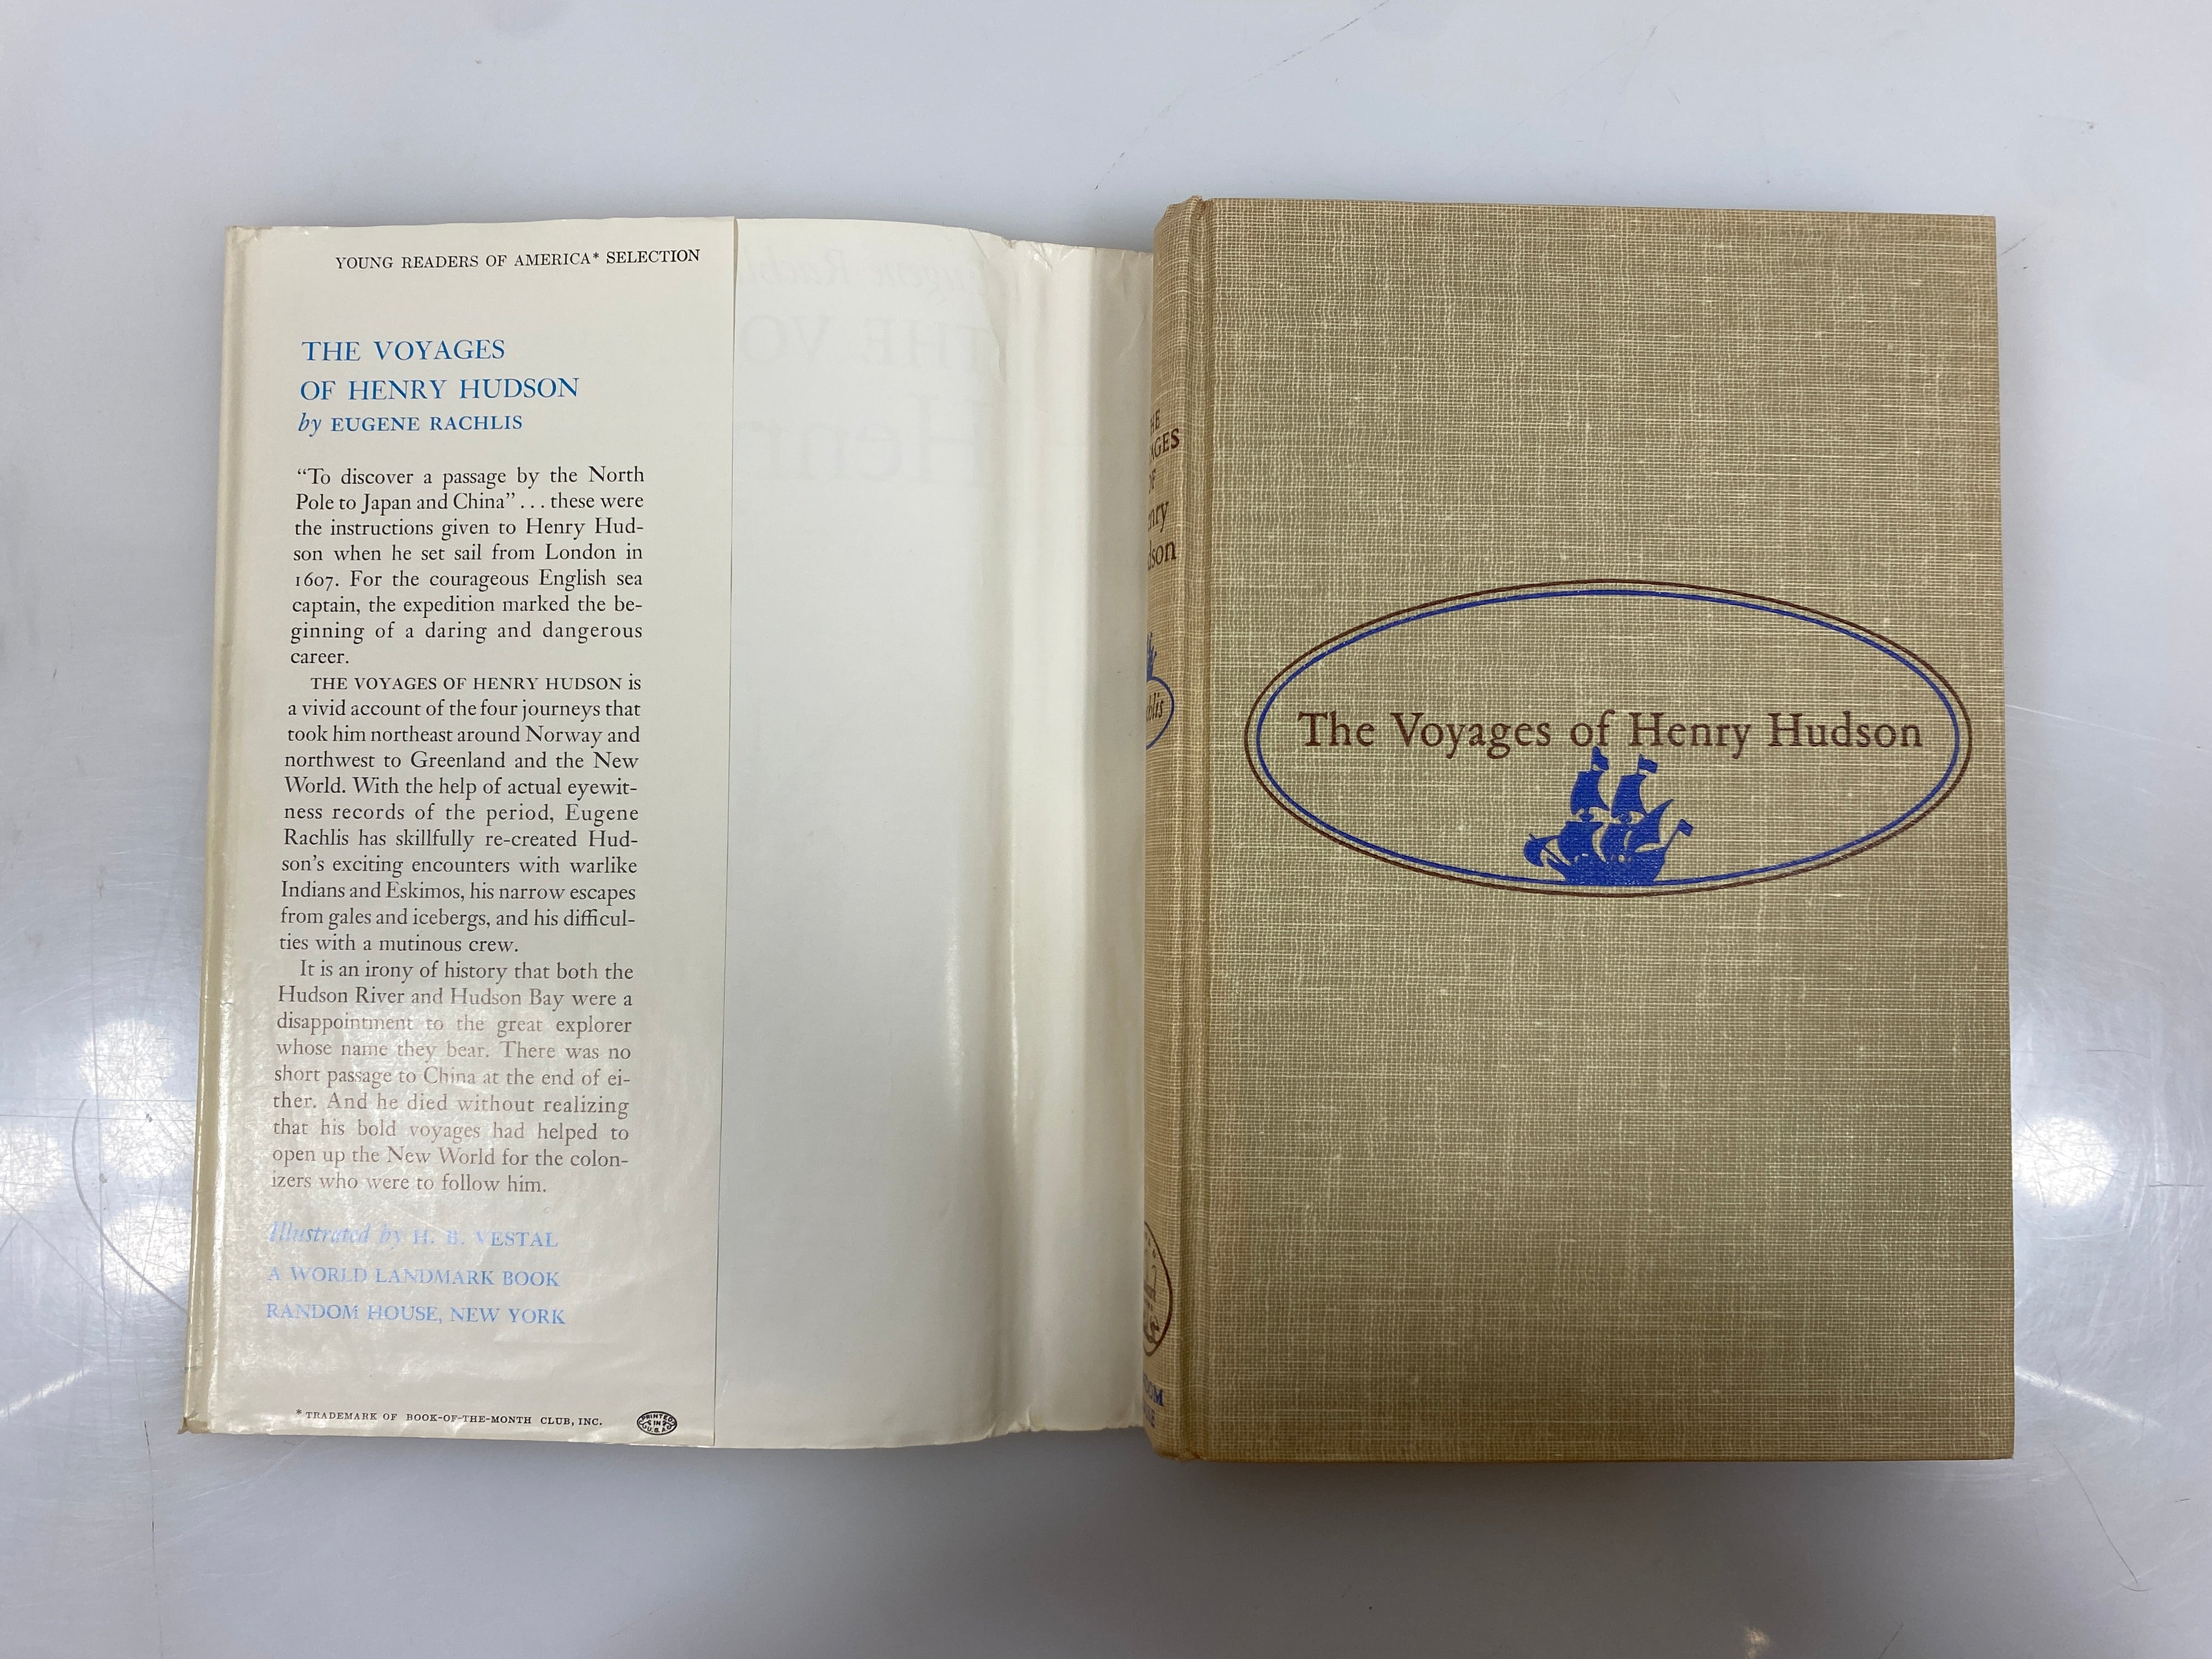 YOUNG READERS OF AMERICA* SELECTION
THE VOYAGES
OF HENRY HUDSON
by EUGENE RACHLIS
“To discover a passage by the North
Pole to Japan and China” . . . these were
the instructions given to Henry Hud-
son when he set sail from London in
1607. For the courageous English sea
captain, the expedition marked the be-
ginning of a daring and dangerous
career.
THE VOYAGES OF HENRY HUDSON is
a vivid account of the four journeys that
took him northeast around Norway and
northwest to Greenland and the New
World. With the help of actual eyewit-
ness records of the period, Eugene
Rachlis has skillfully re-created Hud-
son’s exciting encounters with warlike
Indians and Eskimos, his narrow escapes
from gales and icebergs, and his difficul-
ties with a mutinous crew.
It is an irony of history that both the
Hudson River and Hudson Bay were a
disappointment to the great explorer
whose name they bear. There was no
short passage to China at the end of ei-
ther. And he died without realizing
that his bold voyages had helped to
open up the New World for the colon-
izers who were to follow him.
Illustrated by H. B. VESTAL
A WORLD LANDMARK BOOK
RANDOM HOUSE, NEW YORK
* TRADEMARK OF BOOK-OF-THE-MONTH CLUB, INC.
PRINTED
IN
U.S.A.
The Voyages of Henry Hudson